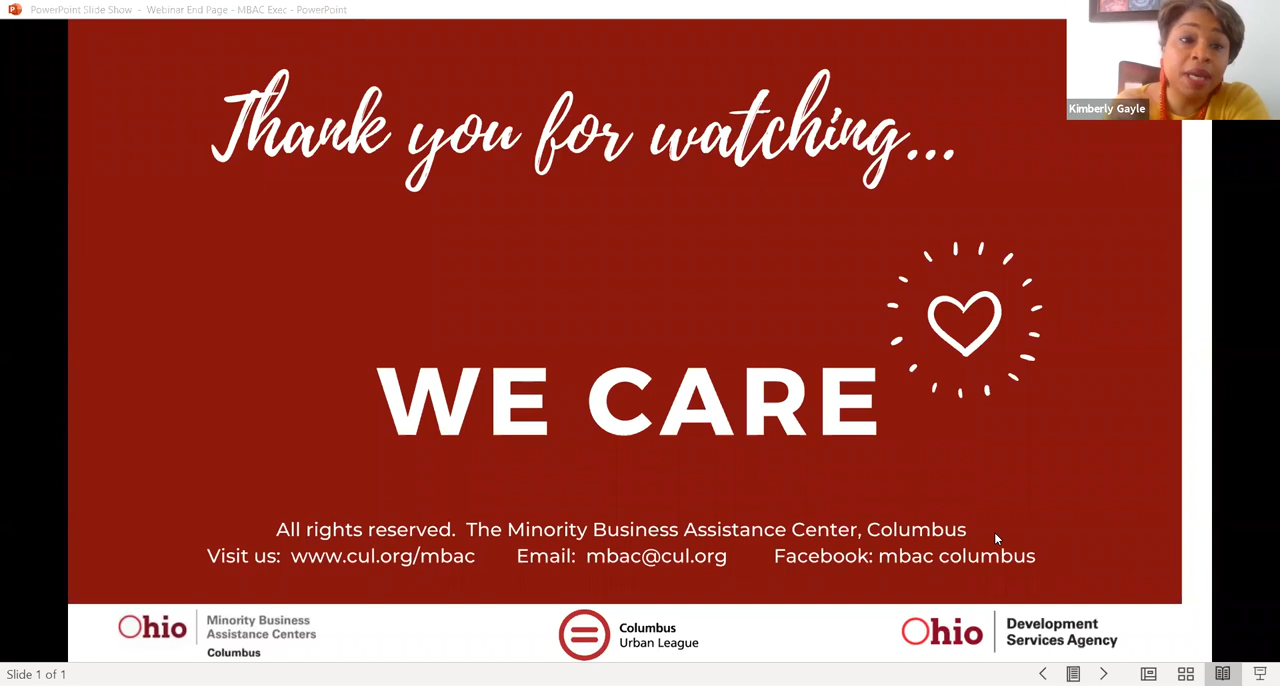 PowerPoint Slide Show - Webinar End Page - MBAC Exec - PowerPoint
Kimberly Gayle
Thank you for watching...
WE CARE
All rights reserved. The Minority Business Assistance Center, Columbus
Visit us: www.cul.org/mbac Email: mbac@cul.org Facebook: mbac columbus
Ohio
Minority Business
Assistance Centers
Columbus
Columbus
Urban League
Ohio
Development
Services Agency
Slide 1 of 1